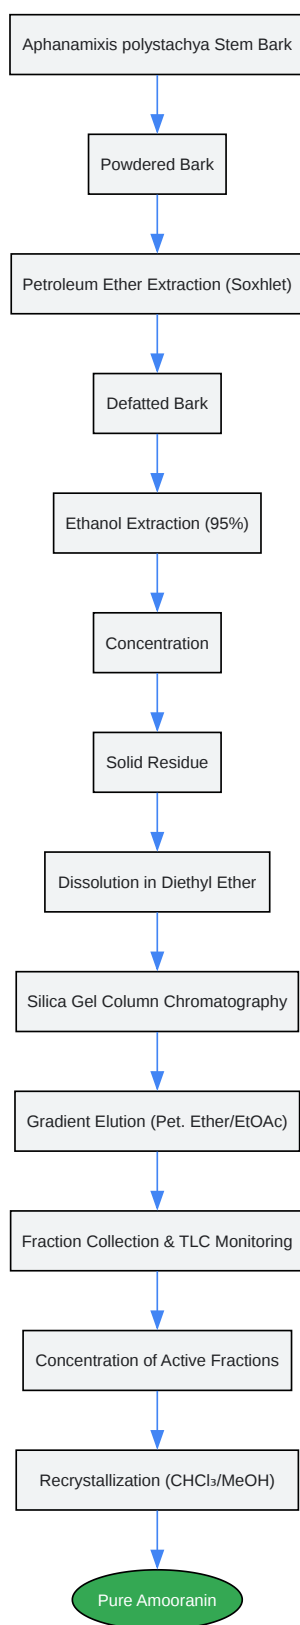 Aphanamixis polystachya Stem Bark
Powdered Bark
Petroleum Ether Extraction (Soxhlet)
Defatted Bark
Ethanol Extraction (95%)
Concentration
Solid Residue
Dissolution in Diethyl Ether
Silica Gel Column Chromatography
Gradient Elution (Pet. Ether/EtOAc)
Fraction Collection & TLC Monitoring
Concentration of Active Fractions
Recrystallization (CHCl₃/MeOH)
Pure Amooranin